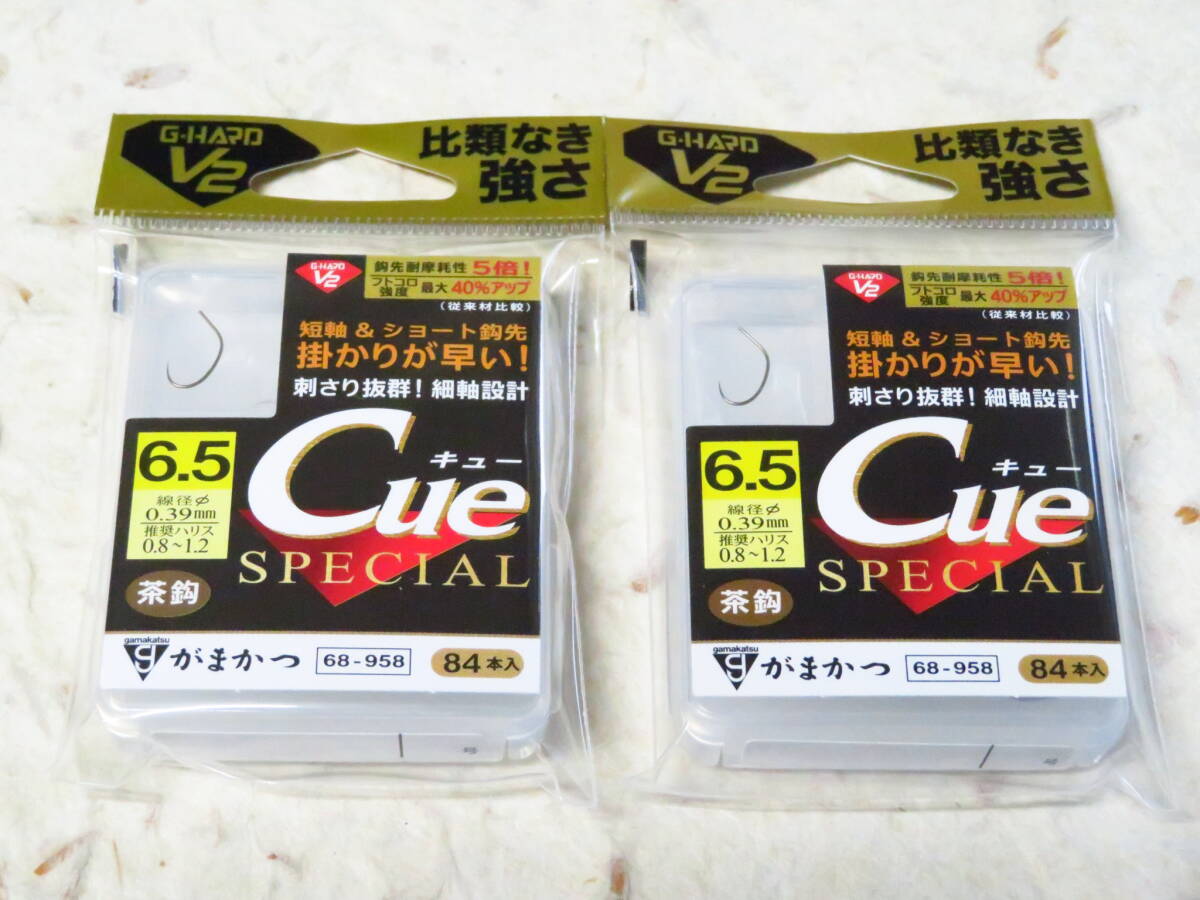 G-HARD
V2
比類なき
強さ
G-HARD
V2
鈎先耐摩耗性 5倍!
フトコロ強度 最大 40%アップ
(従来材比較)
短軸 & ショート鈎先
掛かりが早い!
刺さり抜群! 細軸設計
6.5
線径φ
0.39mm
推奨ハリス
0.8~1.2
キュー
Cue
SPECIAL
茶鈎
gamakatsu
がまかつ
68-958
84本入
号
G-HARD
V2
比類なき
強さ
G-HARD
V2
鈎先耐摩耗性 5倍!
フトコロ強度 最大 40%アップ
(従来材比較)
短軸 & ショート鈎先
掛かりが早い!
刺さり抜群! 細軸設計
6.5
線径φ
0.39mm
推奨ハリス
0.8~1.2
キュー
Cue
SPECIAL
茶鈎
gamakatsu
がまかつ
68-958
84本入
号